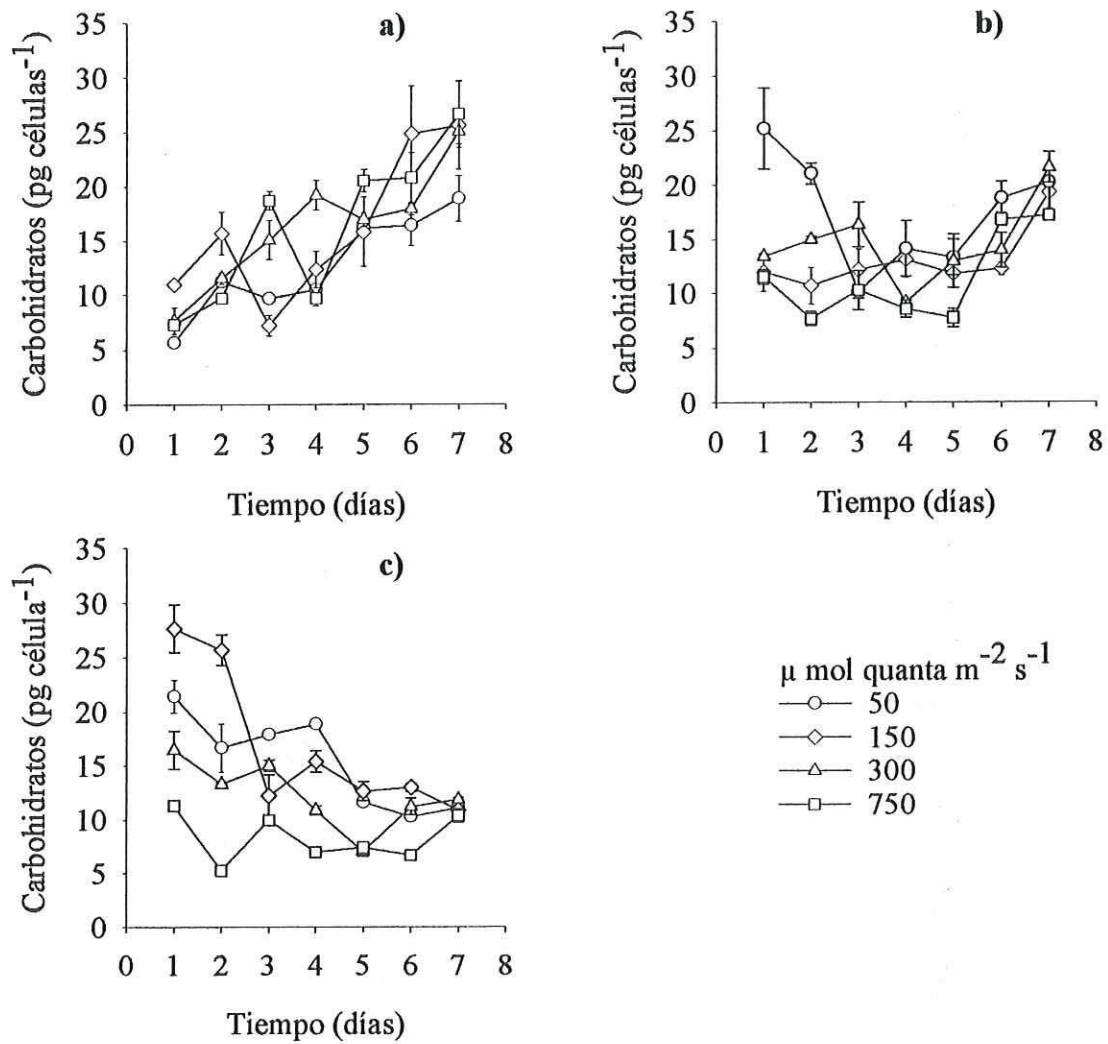 a)
35
30
25
20
15
10
5
0
Carbohidratos (pg células-1)
0 1 2 3 4 5 6 7 8
Tiempo (días)
b)
35
30
25
20
15
10
5
0
Carbohidratos (pg células-1)
0 1 2 3 4 5 6 7 8
Tiempo (días)
c)
35
30
25
20
15
10
5
0
Carbohidratos (pg célula-1)
0 1 2 3 4 5 6 7 8
Tiempo (días)
µ mol quanta m-2 s-1
50
150
300
750